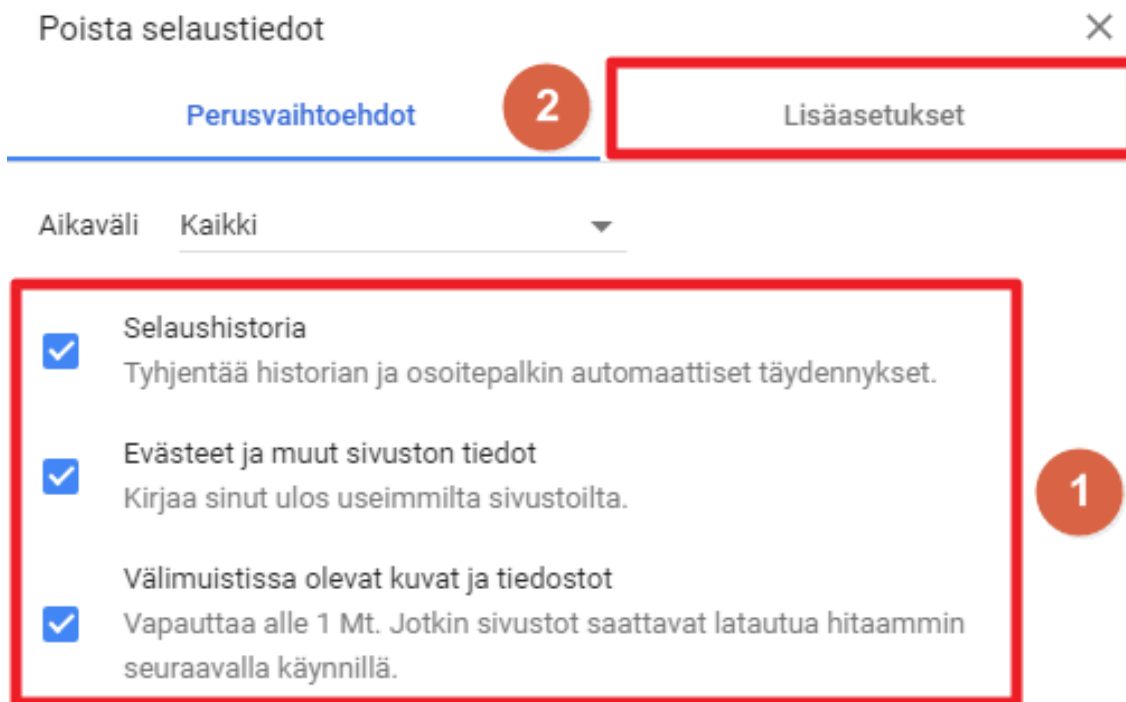 Poista selaustiedot
Perusvaihtoehdot 2 Lisäasetukset
Aikaväli Kaikki
Selaushistoria
Tyhjentää historian ja osoitepalkin automaattiset täydennykset.
Evästeet ja muut sivuston tiedot
Kirjaa sinut ulos useimmilta sivustoilta.
1
Välimuistissa olevat kuvat ja tiedostot
Vapauttaa alle 1 Mt. Jotkin sivustot saattavat latautua hitaammin
seuraavalla käynnillä.